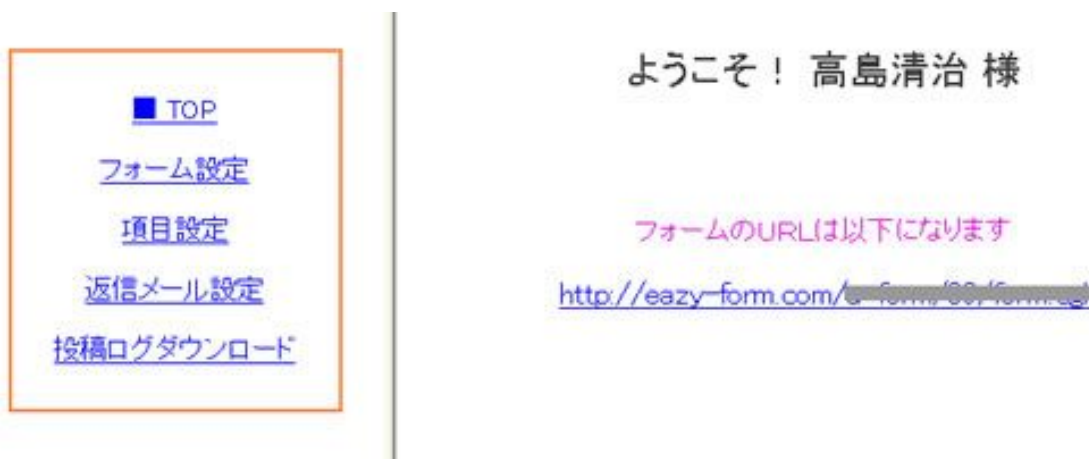 ■ TOP
フォーム設定
項目設定
返信メール設定
投稿ログダウンロード
ようこそ！ 高島清治 様
フォームのURLは以下になります
http://eazy-form.com/